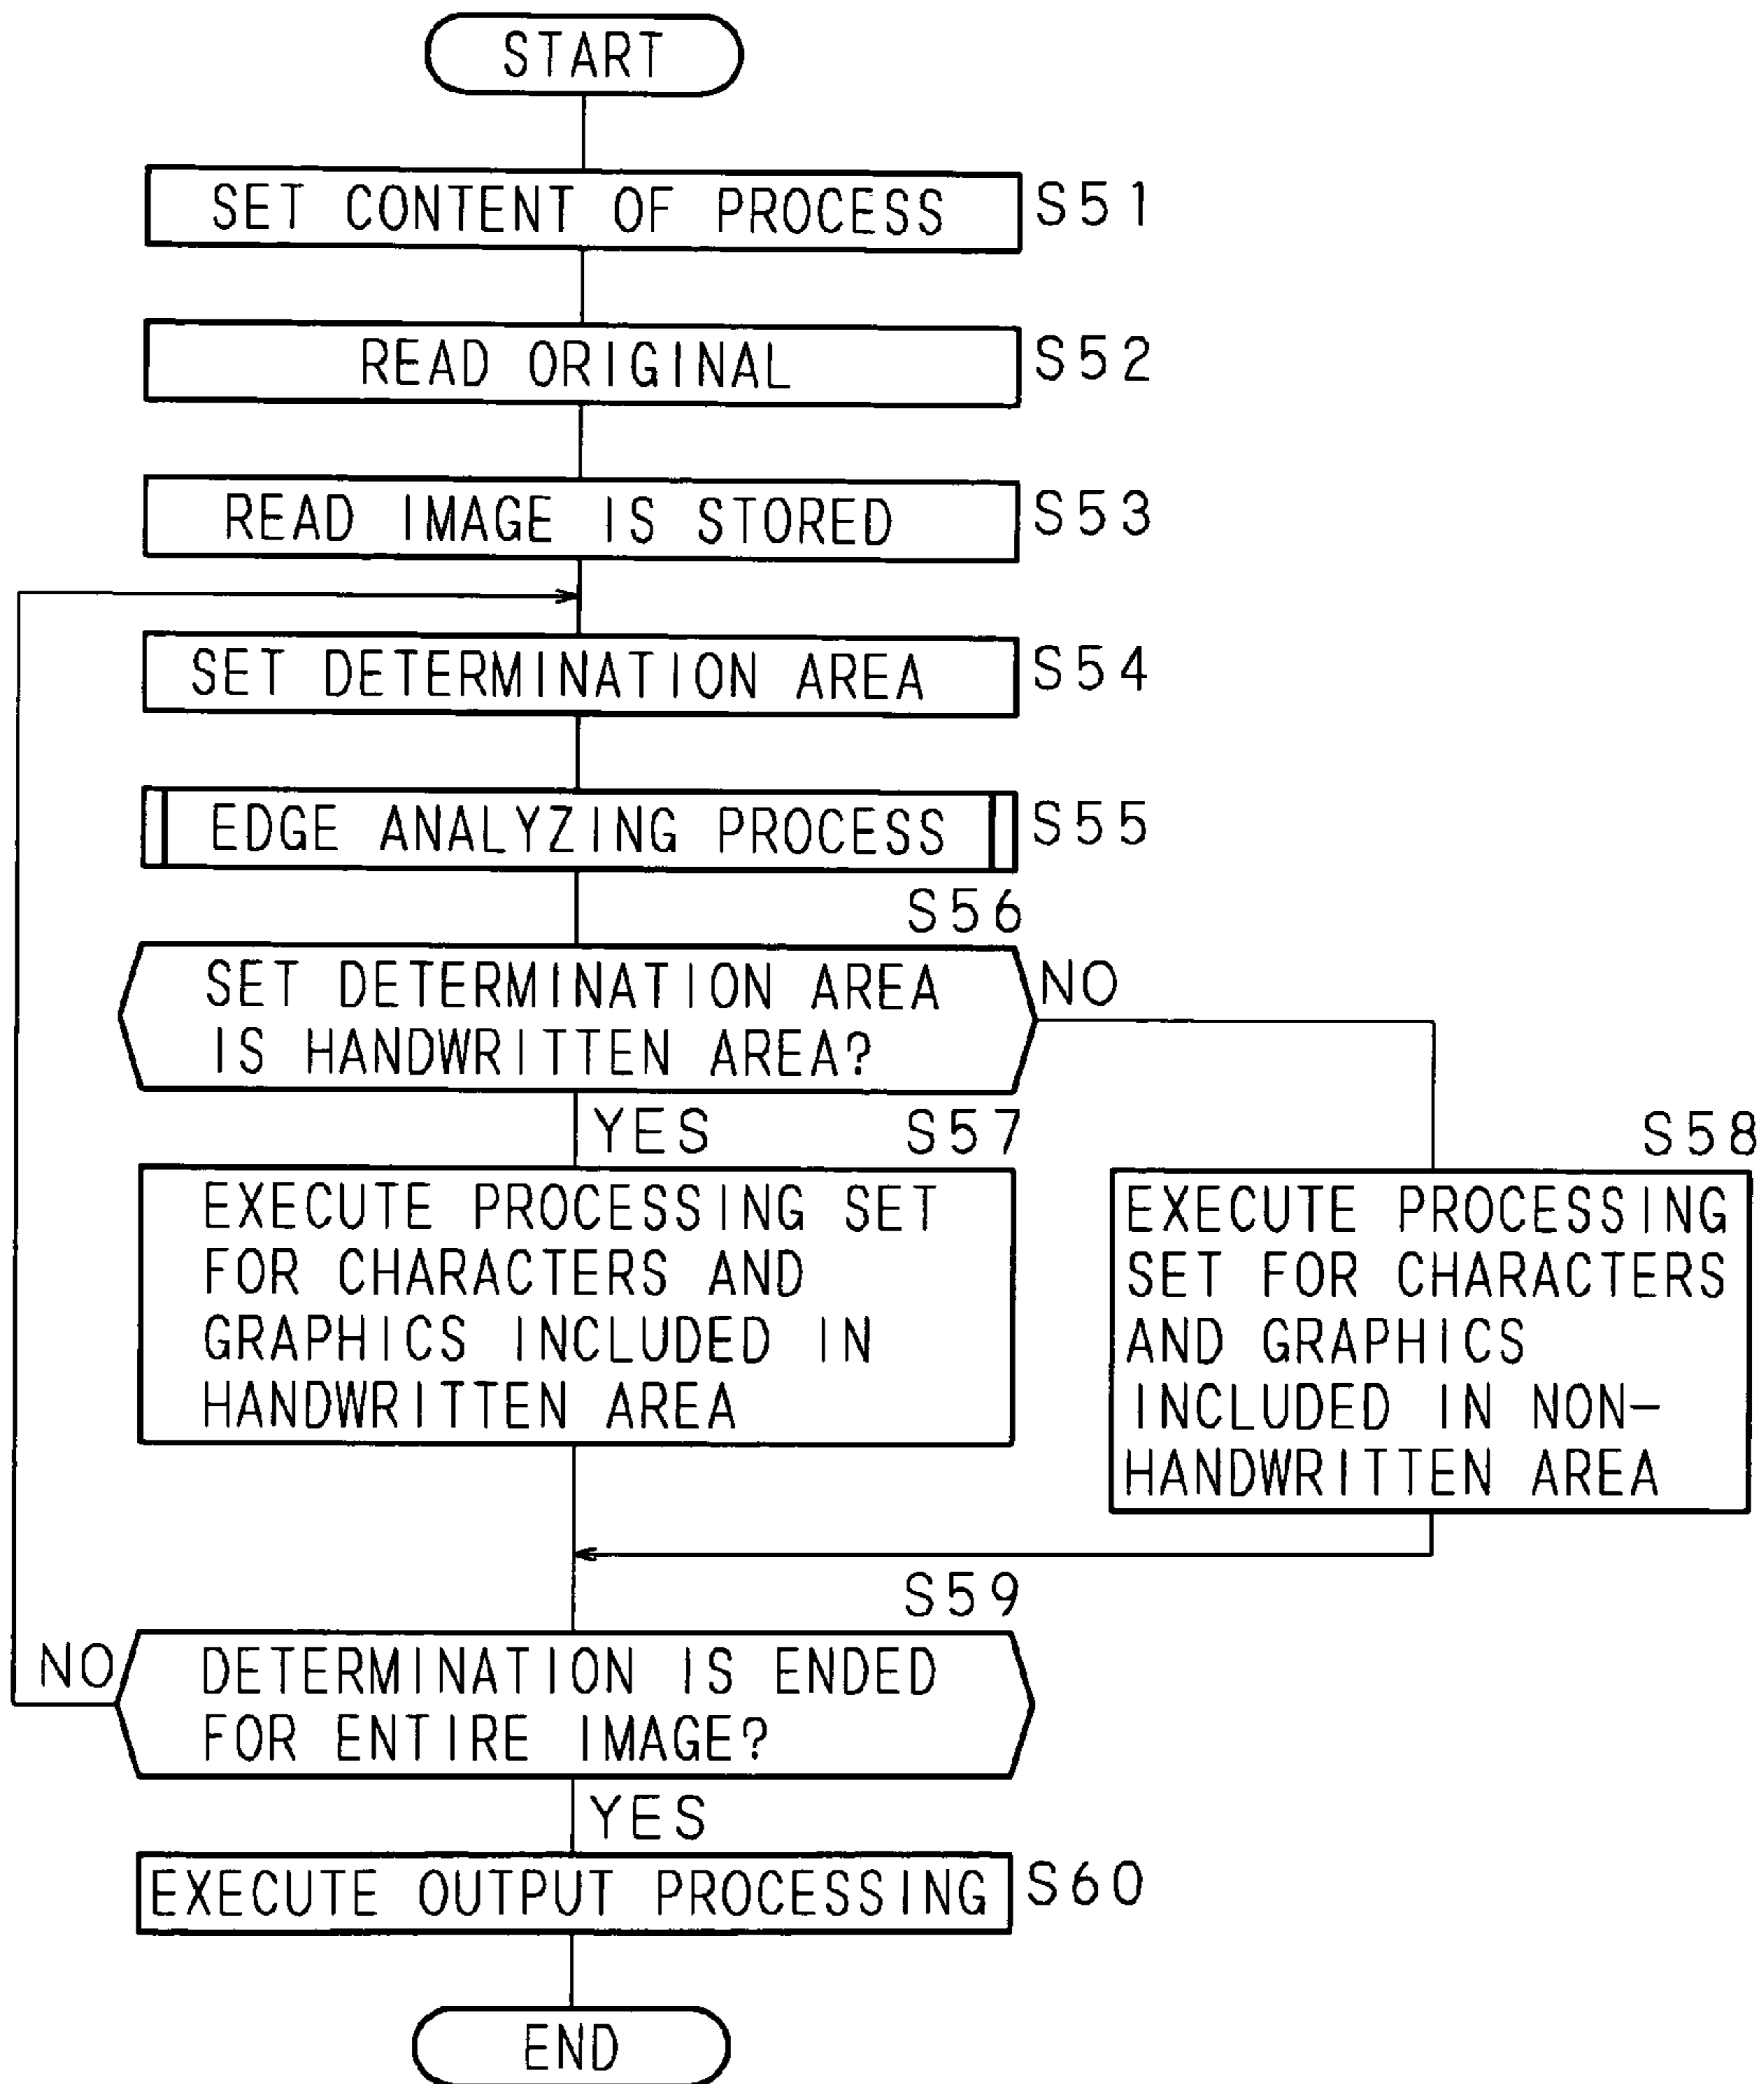 START
SET CONTENT OF PROCESS S51
READ ORIGINAL S52
READ IMAGE IS STORED S53
SET DETERMINATION AREA S54
EDGE ANALYZING PROCESS S55
S56
SET DETERMINATION AREA NO
IS HANDWRITTEN AREA?
YES S57 S58
EXECUTE PROCESSING SET
FOR CHARACTERS AND
GRAPHICS INCLUDED IN
HANDWRITTEN AREA
EXECUTE PROCESSING
SET FOR CHARACTERS
AND GRAPHICS
INCLUDED IN NON-
HANDWRITTEN AREA
S59
NO DETERMINATION IS ENDED
FOR ENTIRE IMAGE?
YES
EXECUTE OUTPUT PROCESSING S60
END